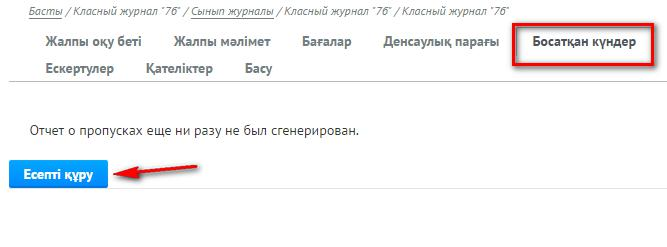 Басты / Класный журнал "7б" / Сынып журналы / Класный журнал "7б" / Класный журнал "7б"
Жалпы оқу беті Жалпы мәлімет Бағалар Денсаулық парағы Босатқан күндер
Ескертулер Қателіктер Басу
Отчет о пропусках еще ни разу не был сгенерирован.
Есепті құру